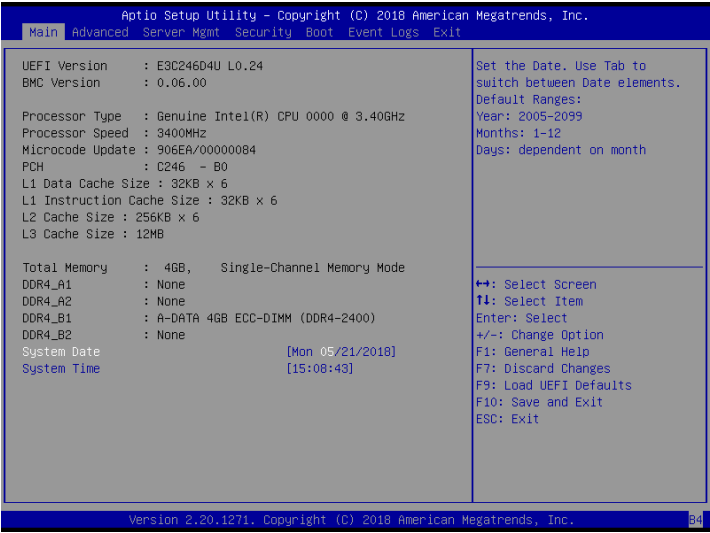 Aptio Setup Utility – Copyright (C) 2018 American Megatrends, Inc.
Main Advanced Server Mgmt Security Boot Event Logs Exit
UEFI Version : E3C246D4U L0.24
BMC Version : 0.06.00
Processor Type : Genuine Intel(R) CPU 0000 @ 3.40GHz
Processor Speed : 3400MHz
Microcode Update : 906EA/00000084
PCH : C246 - B0
L1 Data Cache Size : 32KB x 6
L1 Instruction Cache Size : 32KB x 6
L2 Cache Size : 256KB x 6
L3 Cache Size : 12MB
Total Memory : 4GB, Single-Channel Memory Mode
DDR4_A1 : None
DDR4_A2 : None
DDR4_B1 : A-DATA 4GB ECC-DIMM (DDR4-2400)
DDR4_B2 : None
System Date [Mon 05/21/2018]
System Time [15:08:43]
Set the Date. Use Tab to
switch between Date elements.
Default Ranges:
Year: 2005-2099
Months: 1-12
Days: dependent on month
↔: Select Screen
↑↓: Select Item
Enter: Select
+/-: Change Option
F1: General Help
F7: Discard Changes
F9: Load UEFI Defaults
F10: Save and Exit
ESC: Exit
Version 2.20.1271. Copyright (C) 2018 American Megatrends, Inc.
B4